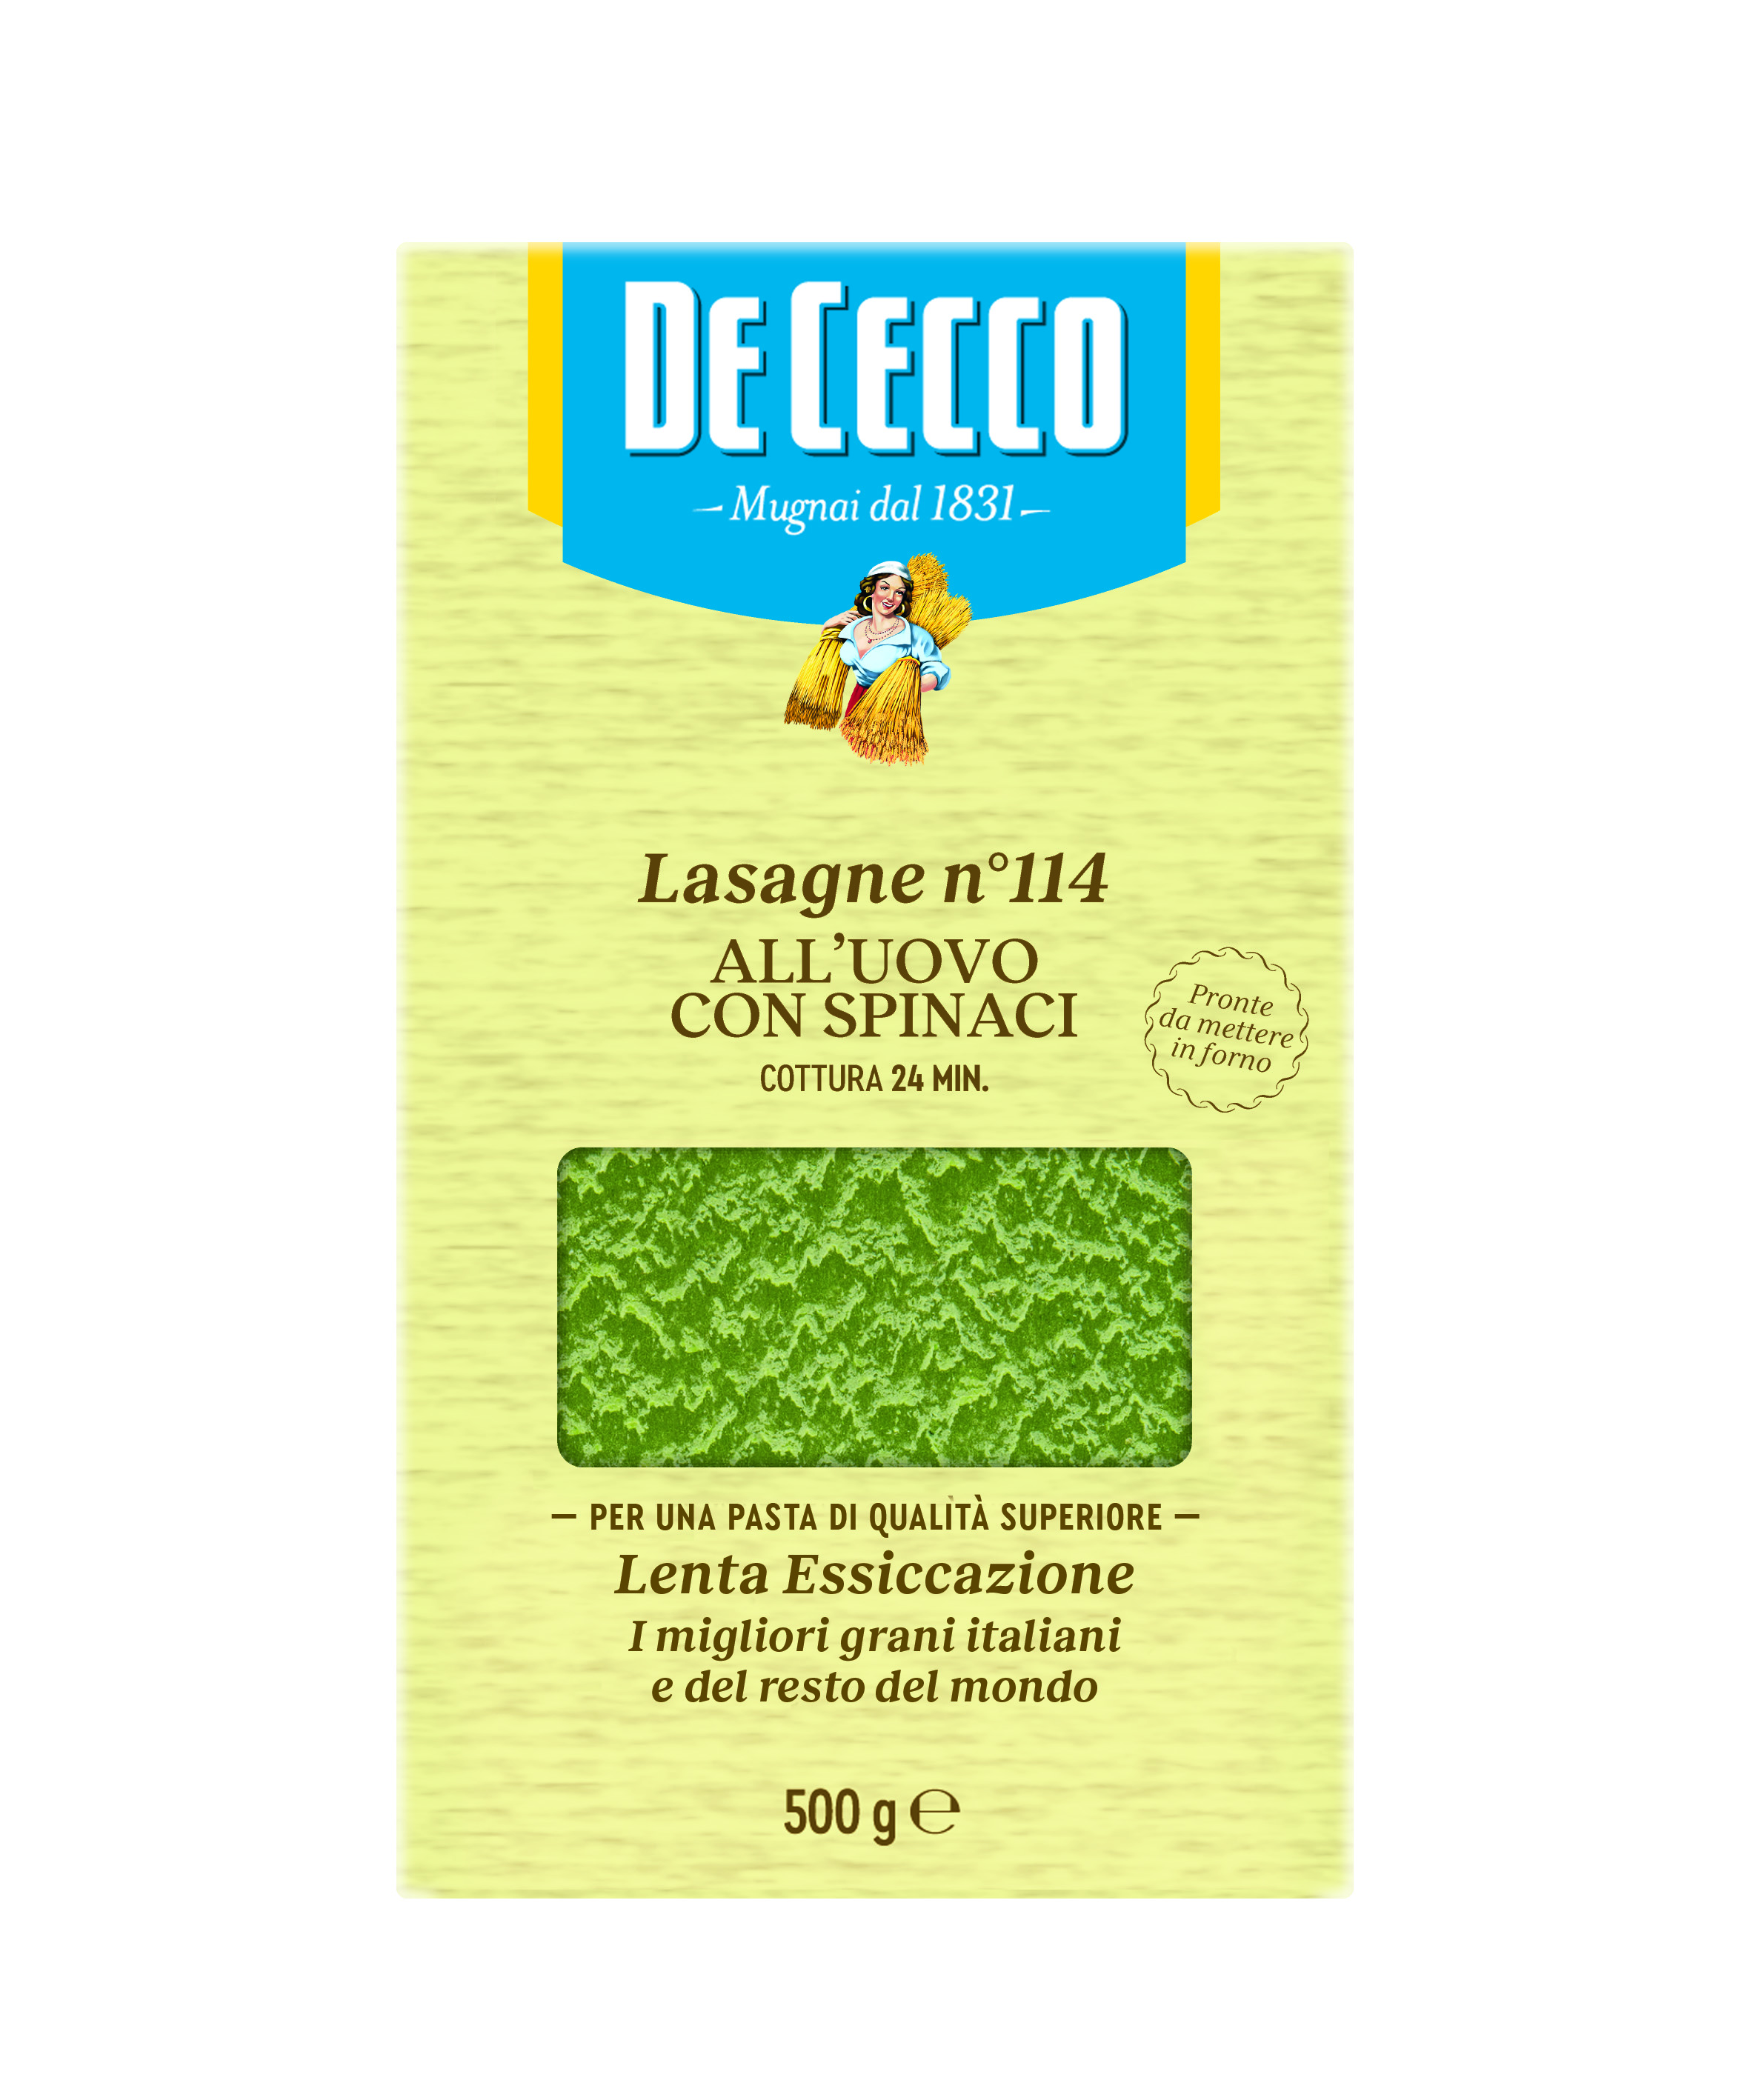 DE CECCO
Mugnai dal 1831
Lasagne n°114
ALL'UOVO
CON SPINACI
COTTURA 24 MIN.
Pronte
da mettere
in forno
— PER UNA PASTA DI QUALITÀ SUPERIORE —
Lenta Essiccazione
I migliori grani italiani
e del resto del mondo
500 g ℮